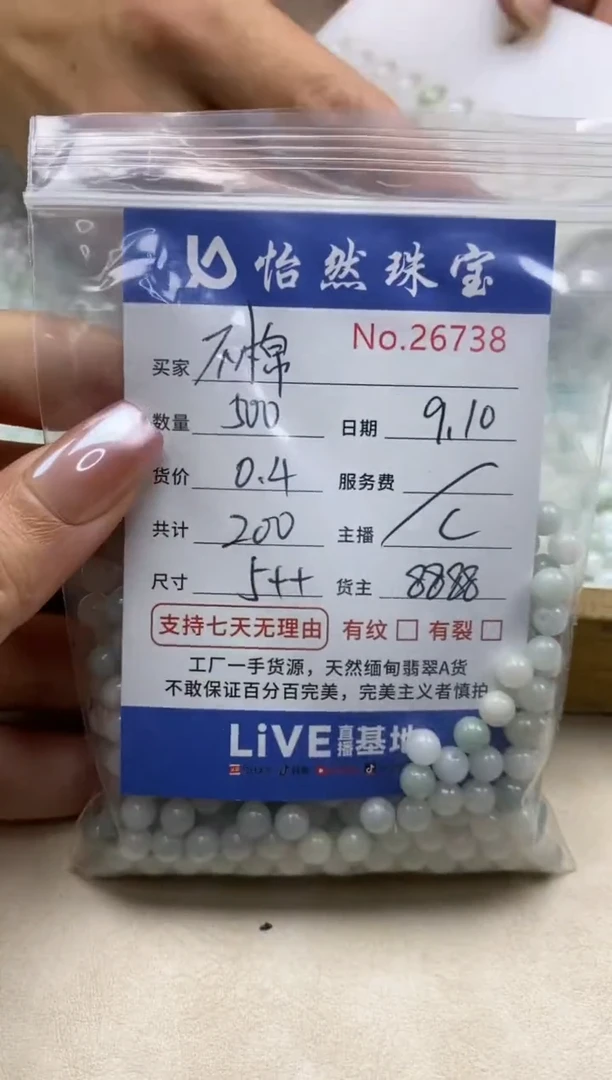 怡然珠宝
No.26738
买家 木棉
数量 500 日期 9.10
货价 0.4 服务费
共计 200 主播 C
尺寸 5++ 货主 8888
支持七天无理由 有纹 □ 有裂 □
工厂一手货源，天然缅甸翡翠A货
不敢保证百分百完美，完美主义者慎拍
LiVE 直播 基地